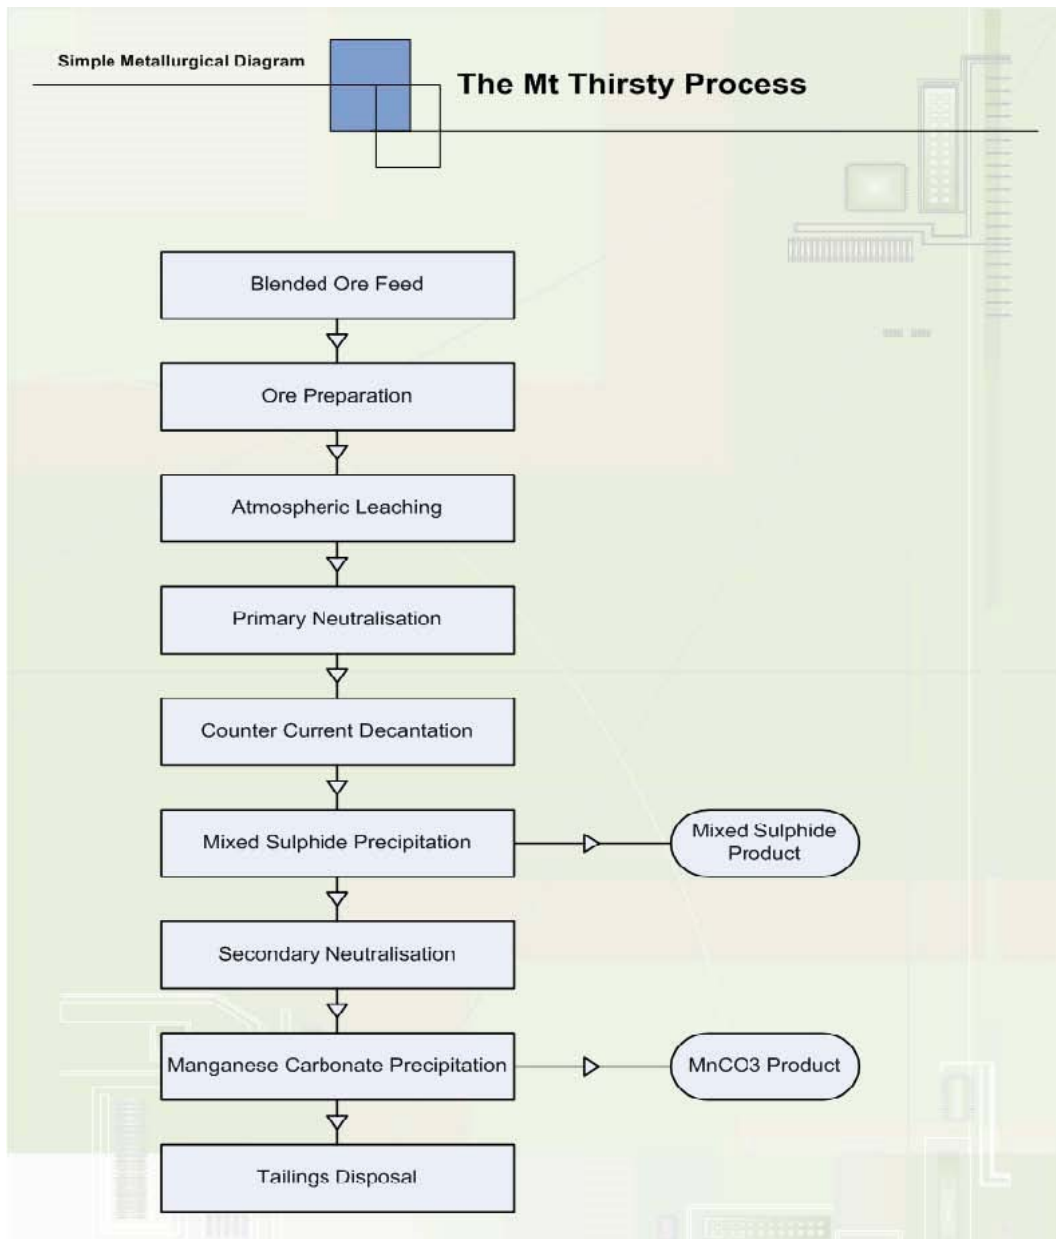 Simple Metallurgical Diagram
The Mt Thirsty Process
Blended Ore Feed
Ore Preparation
Atmospheric Leaching
Primary Neutralisation
Counter Current Decantation
Mixed Sulphide Precipitation
Mixed Sulphide
Product
Secondary Neutralisation
Manganese Carbonate Precipitation
MnCO3 Product
Tailings Disposal